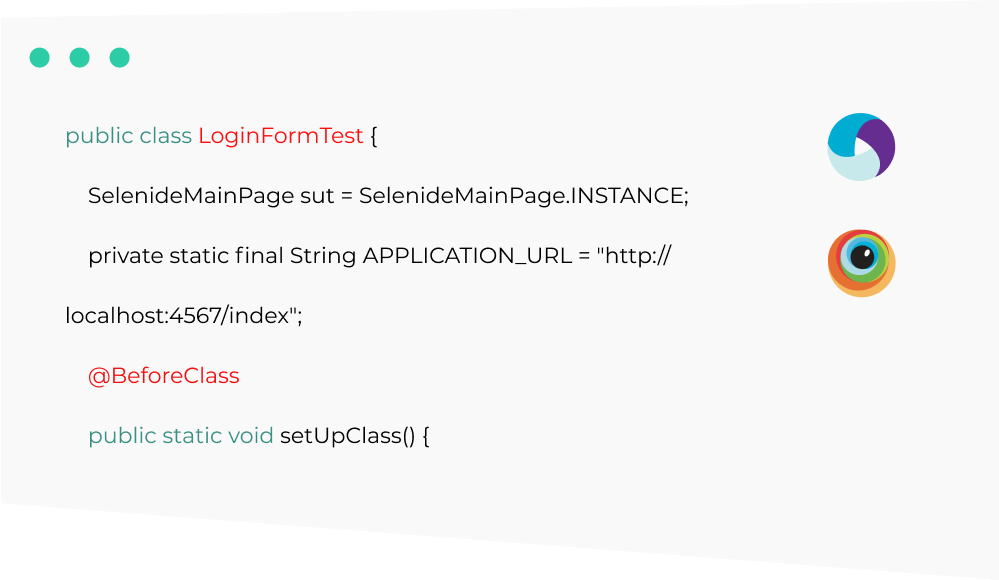 public class LoginFormTest {
SelenideMainPage sut = SelenideMainPage.INSTANCE;
private static final String APPLICATION_URL = "http://
localhost:4567/index";
@BeforeClass
public static void setUpClass() {